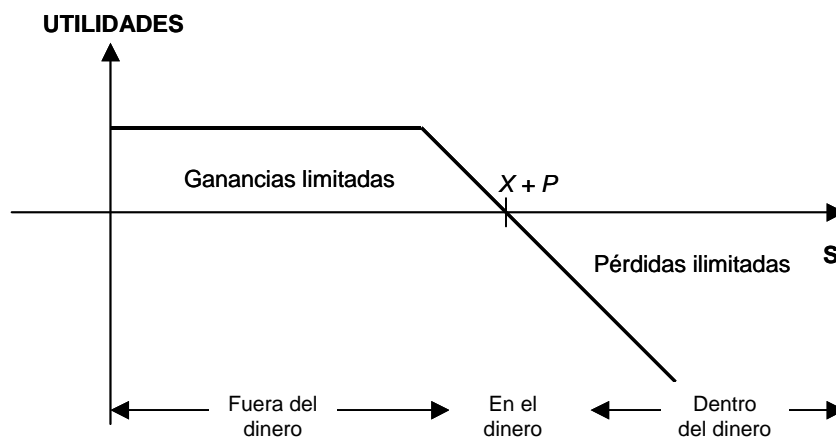 UTILIDADES
Ganancias limitadas
X + P
S
Pérdidas ilimitadas
Fuera del
dinero
En el
dinero
Dentro
del dinero